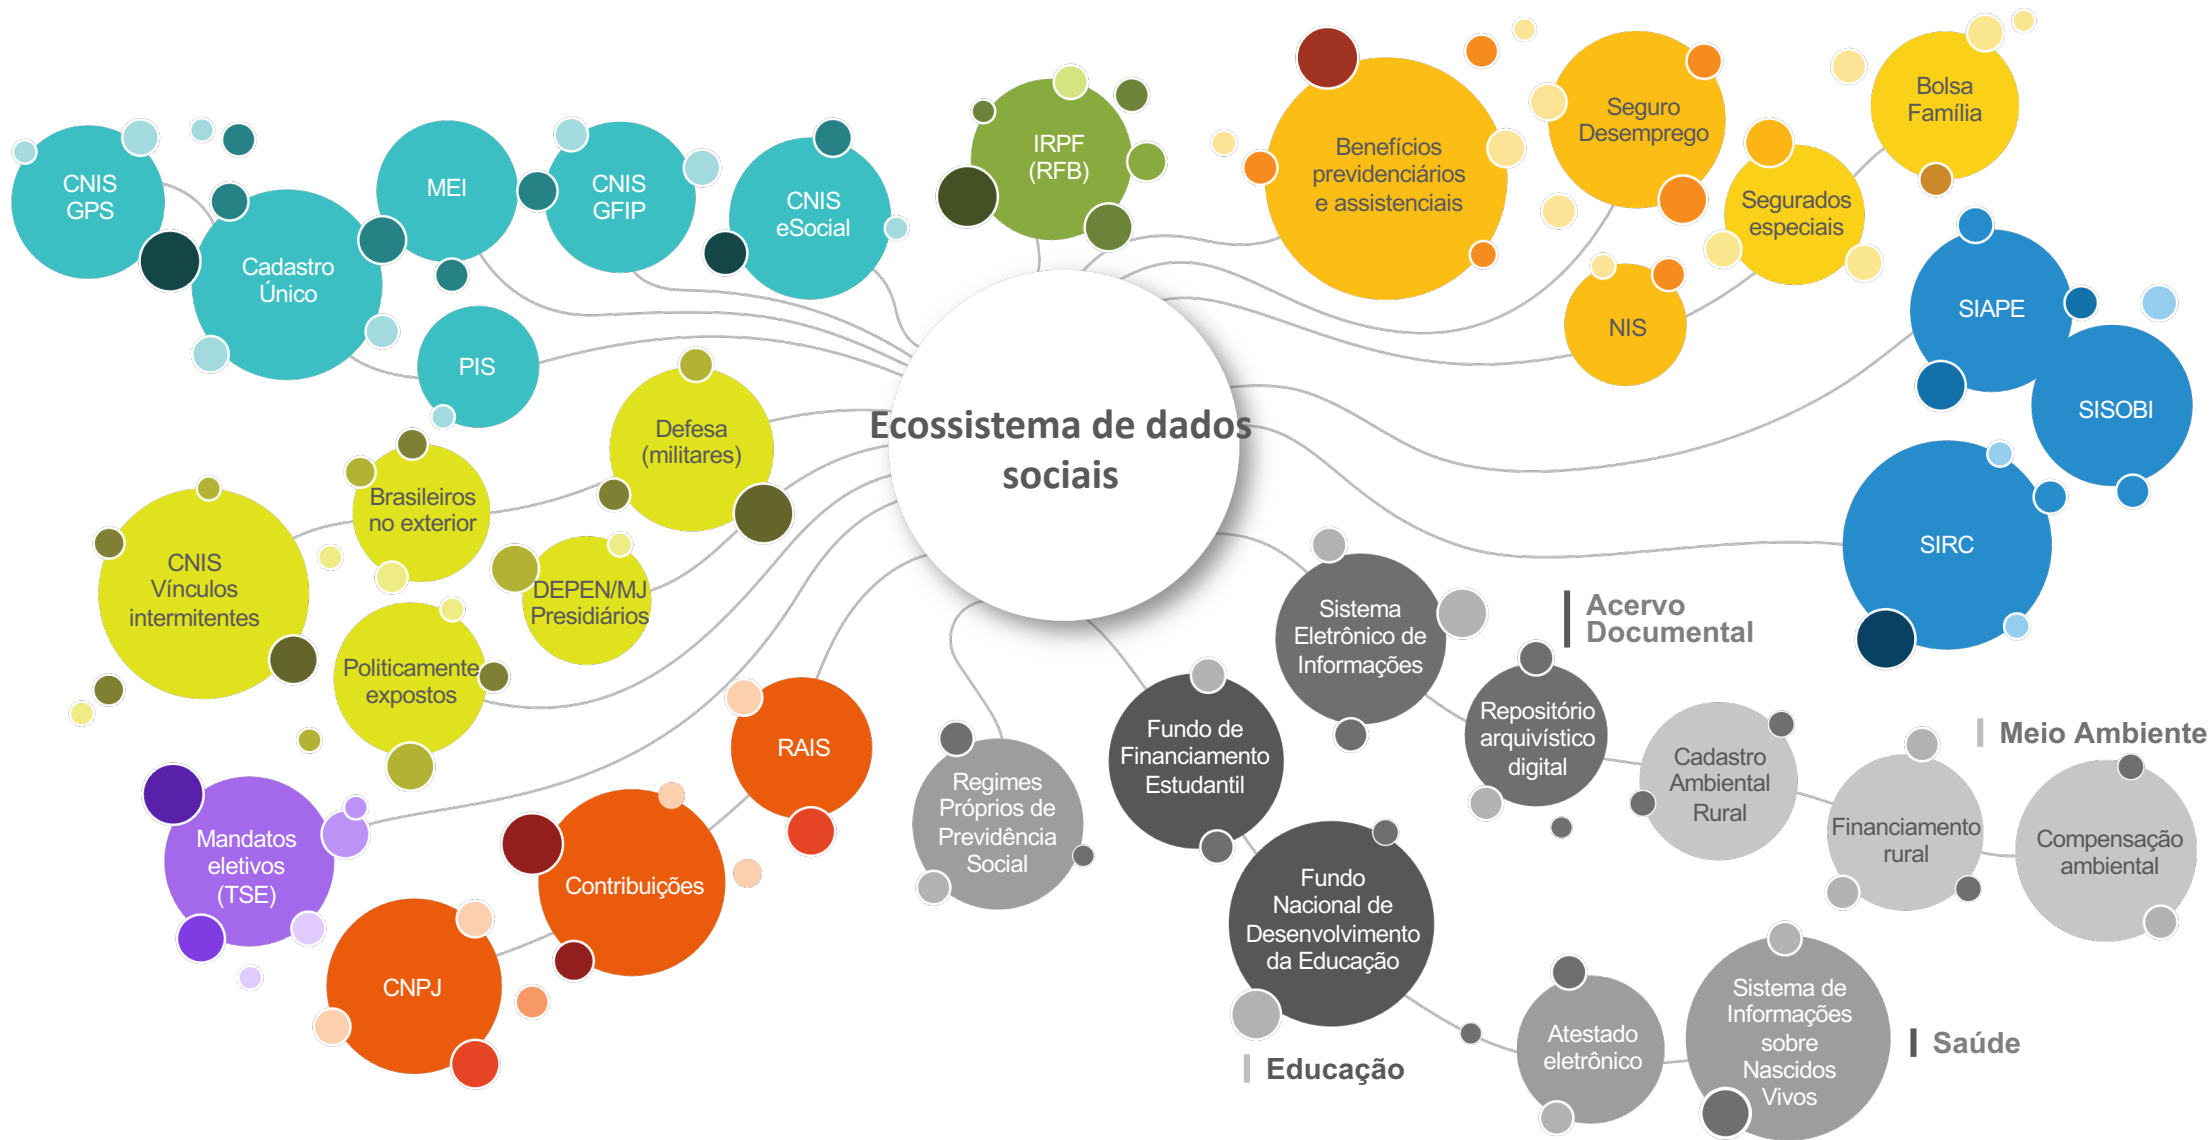 CNIS
GPS
Cadastro
Único
MEI
CNIS
GFIP
CNIS
eSocial
PIS
IRPF
(RFB)
Benefícios
previdenciários
e assistenciais
Seguro
Desemprego
Bolsa
Família
Segurados
especiais
NIS
SIAPE
SISOBI
SIRC
Ecossistema de dados
sociais
Defesa
(militares)
Brasileiros
no exterior
CNIS
Vínculos
intermitentes
DEPEN/MJ
Presidiários
Politicamente
expostos
Mandatos
eletivos
(TSE)
RAIS
Contribuições
CNPJ
Regimes
Próprios de
Previdência
Social
Fundo de
Financiamento
Estudantil
Fundo
Nacional de
Desenvolvimento
da Educação
Educação
Sistema
Eletrônico de
Informações
Acervo
Documental
Repositório
arquivístico
digital
Cadastro
Ambiental
Rural
Meio Ambiente
Financiamento
rural
Compensação
ambiental
Atestado
eletrônico
Sistema de
Informações
sobre
Nascidos
Vivos
Saúde